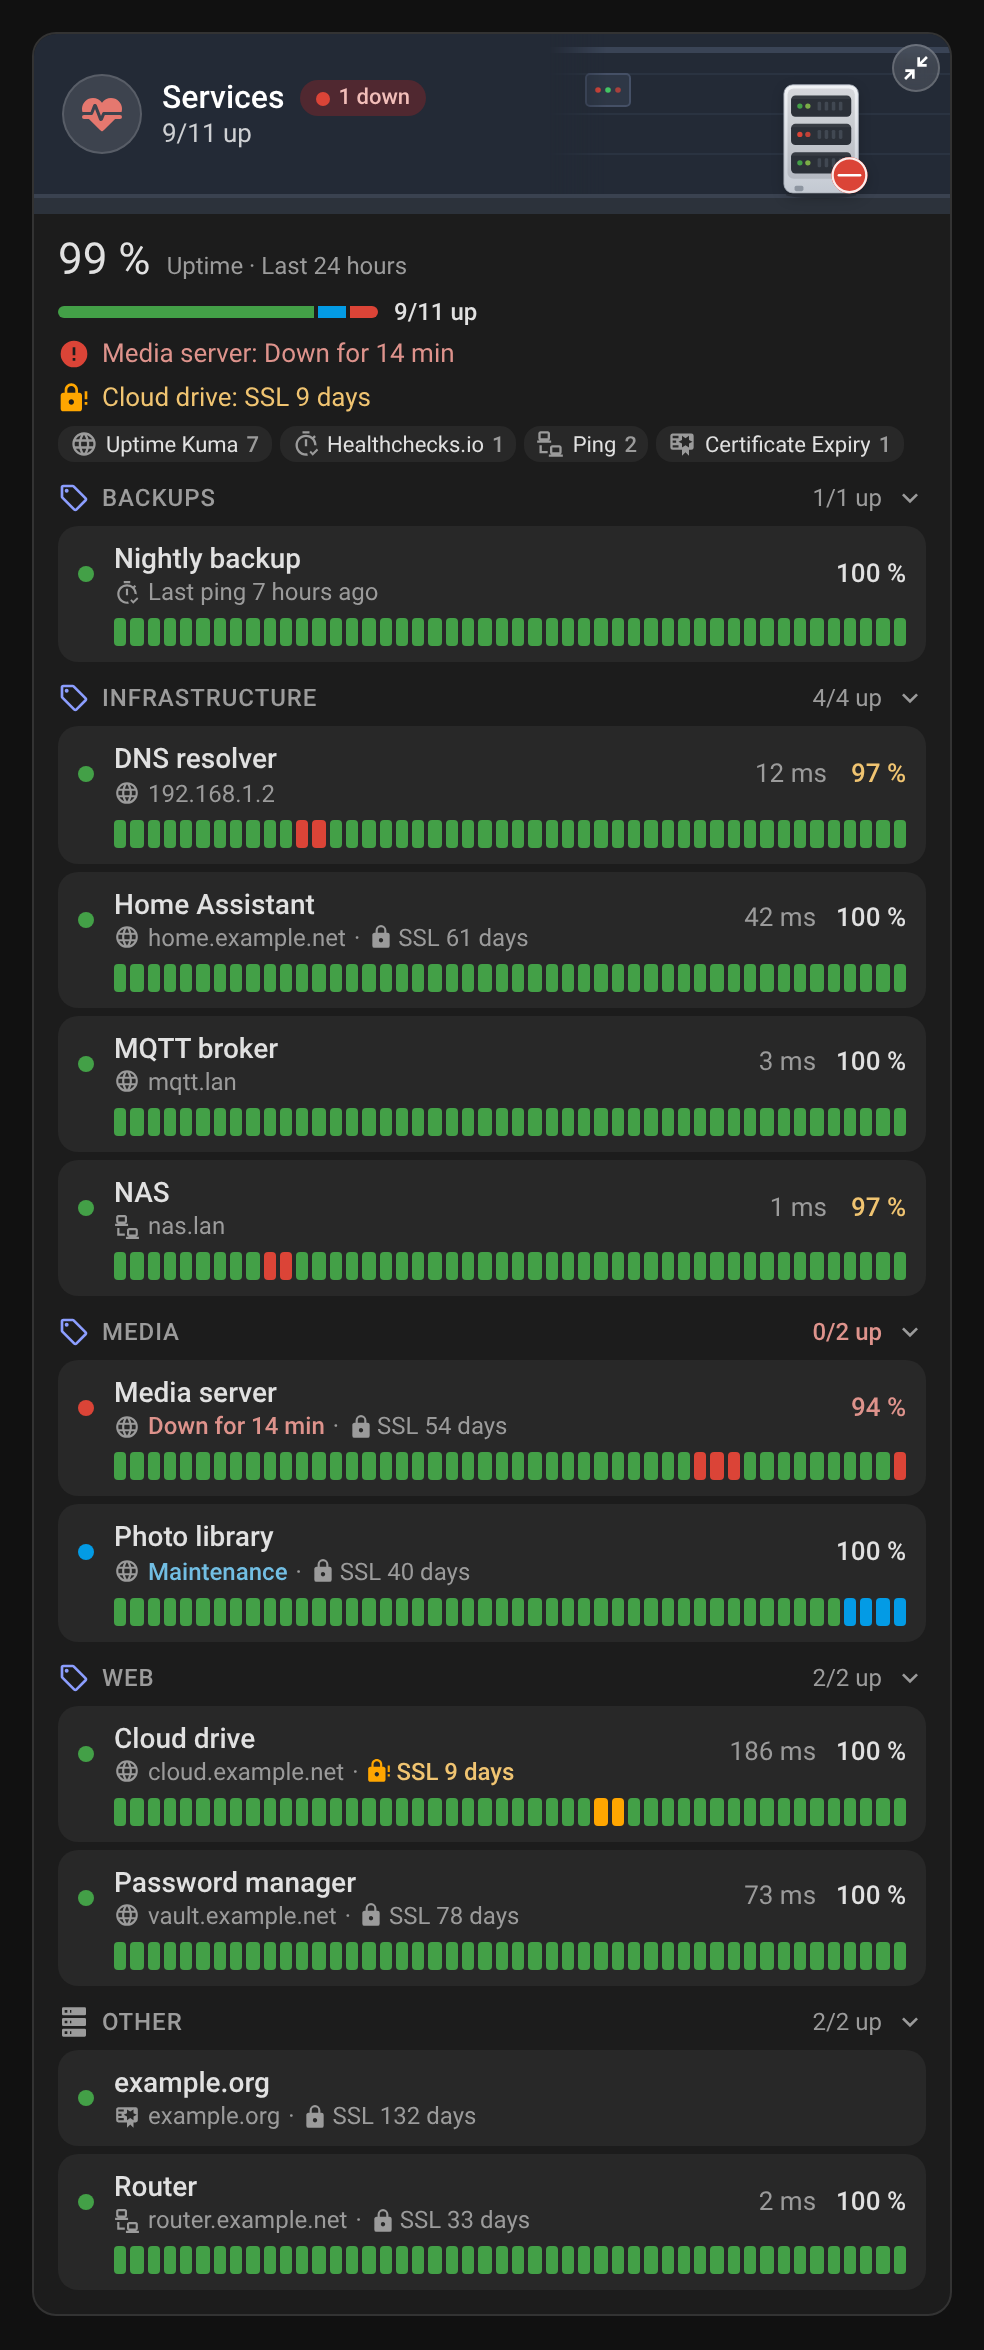 Services 1 down
9/11 up
99 % Uptime · Last 24 hours
9/11 up
Media server: Down for 14 min
Cloud drive: SSL 9 days
Uptime Kuma 7 Healthchecks.io 1 Ping 2 Certificate Expiry 1
BACKUPS 1/1 up
Nightly backup 100 %
Last ping 7 hours ago
INFRASTRUCTURE 4/4 up
DNS resolver 12 ms 97 %
192.168.1.2
Home Assistant 42 ms 100 %
home.example.net · SSL 61 days
MQTT broker 3 ms 100 %
mqtt.lan
NAS 1 ms 97 %
nas.lan
MEDIA 0/2 up
Media server 94 %
Down for 14 min · SSL 54 days
Photo library 100 %
Maintenance · SSL 40 days
WEB 2/2 up
Cloud drive 186 ms 100 %
cloud.example.net · SSL 9 days
Password manager 73 ms 100 %
vault.example.net · SSL 78 days
OTHER 2/2 up
example.org
example.org · SSL 132 days
Router 2 ms 100 %
router.example.net · SSL 33 days